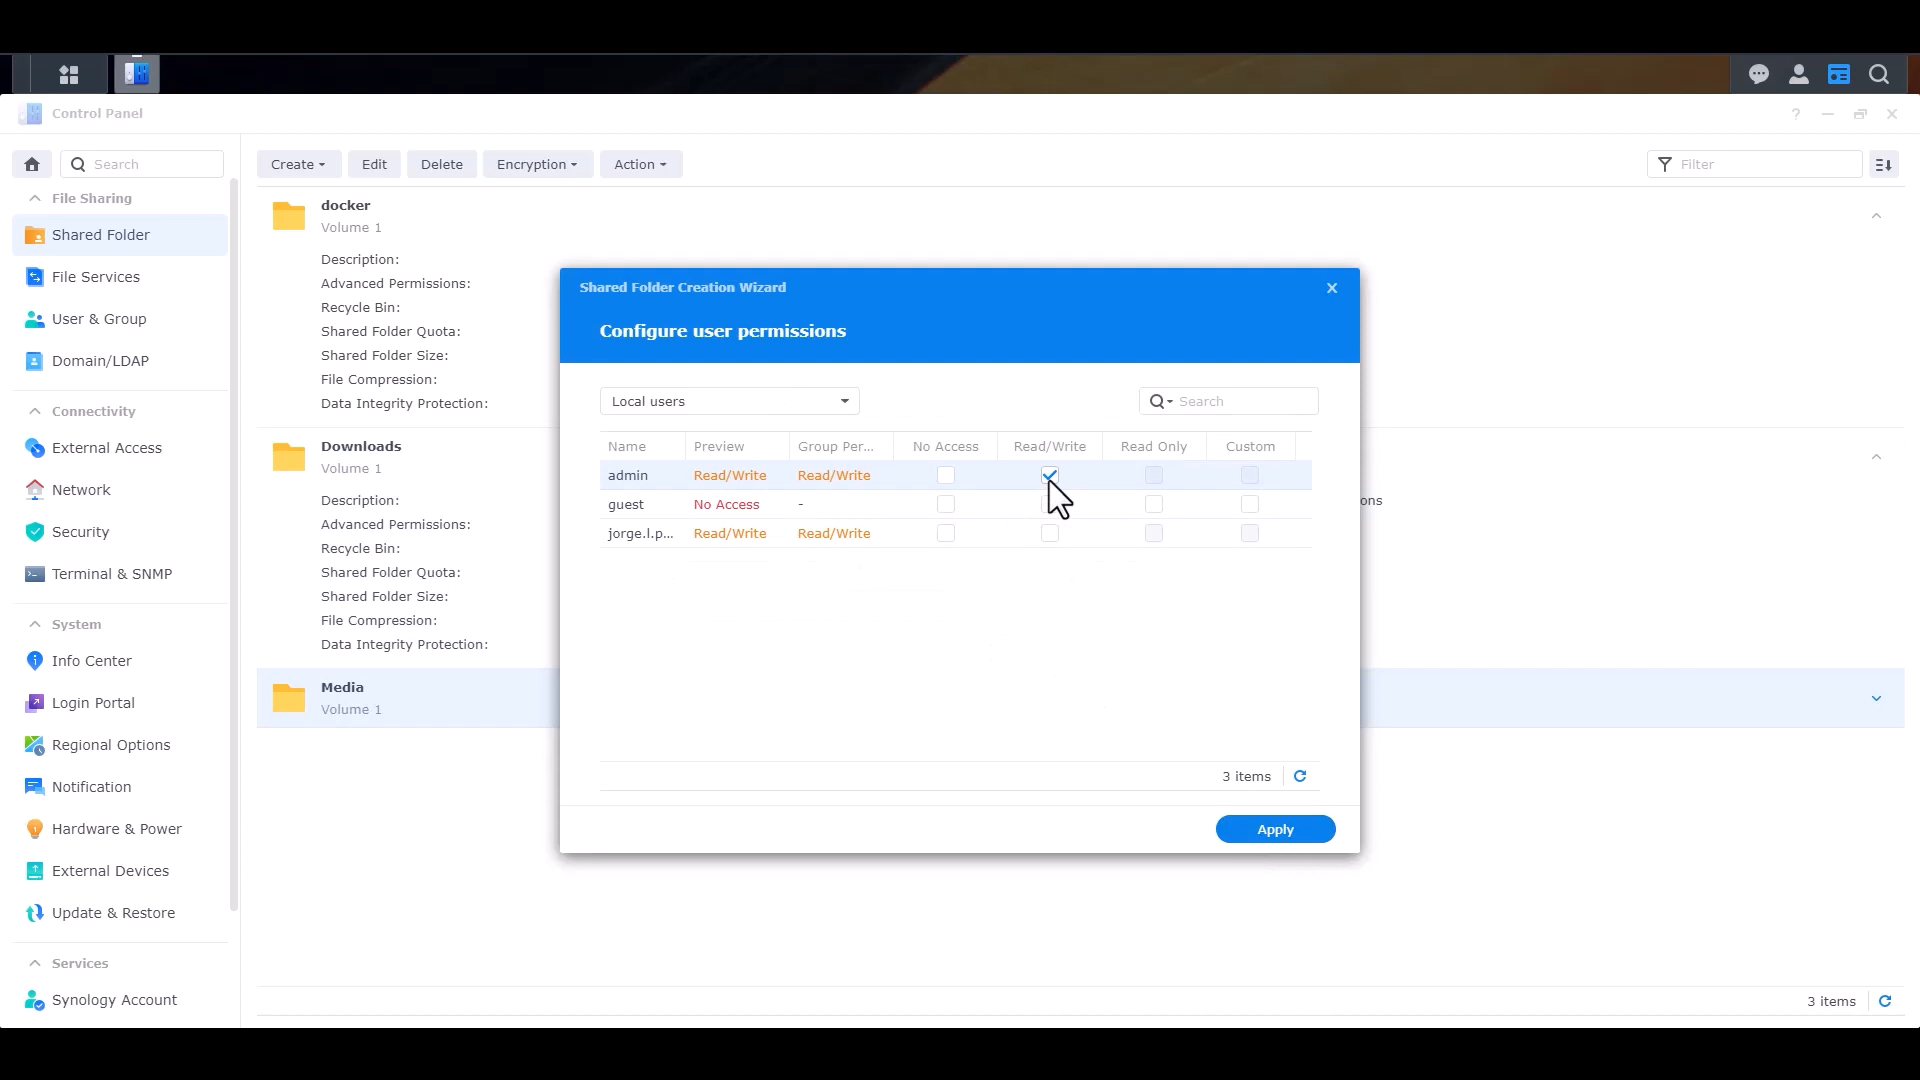 Control Panel
Search
File Sharing
Shared Folder
File Services
User & Group
Domain/LDAP
Connectivity
External Access
Network
Security
Terminal & SNMP
System
Info Center
Login Portal
Regional Options
Notification
Hardware & Power
External Devices
Update & Restore
Services
Synology Account
Create Edit Delete Encryption Action Filter
docker
Volume 1
Description:
Advanced Permissions:
Recycle Bin:
Shared Folder Quota:
Shared Folder Size:
File Compression:
Data Integrity Protection:
Downloads
Volume 1
Description: ons
Advanced Permissions:
Recycle Bin:
Shared Folder Quota:
Shared Folder Size:
File Compression:
Data Integrity Protection:
Media
Volume 1
3 items
Shared Folder Creation Wizard
Configure user permissions
Local users Search
Name Preview Group Per... No Access Read/Write Read Only Custom
admin Read/Write Read/Write
guest No Access -
jorge.l.p... Read/Write Read/Write
3 items
Apply